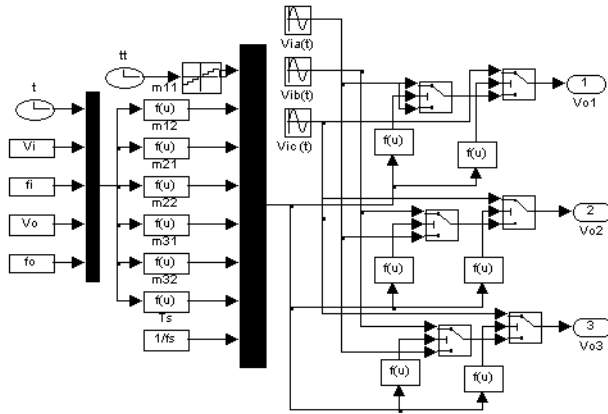 tt
t
Vi
fi
Vo
fo
m11
f(u)
m12
f(u)
m21
f(u)
m22
f(u)
m31
f(u)
m32
f(u)
Ts
1/fs
Via(t)
Vib(t)
Vic (t)
f(u)
f(u)
1
Vo1
f(u)
f(u)
2
Vo2
f(u)
f(u)
3
Vo3